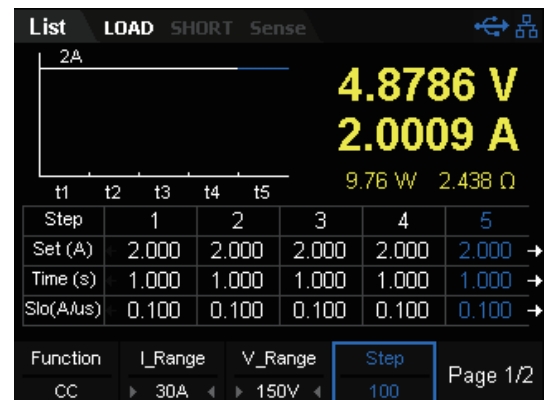 List LOAD SHORT Sense
2A
4.8786 V
2.0009 A
9.76 W 2.438 Ω
t1 t2 t3 t4 t5
Step 1 2 3 4 5
Set (A) 2.000 2.000 2.000 2.000 2.000
Time (s) 1.000 1.000 1.000 1.000 1.000
Slo(A/us) 0.100 0.100 0.100 0.100 0.100
Function I_Range V_Range Step Page 1/2
CC 30A 150V 100